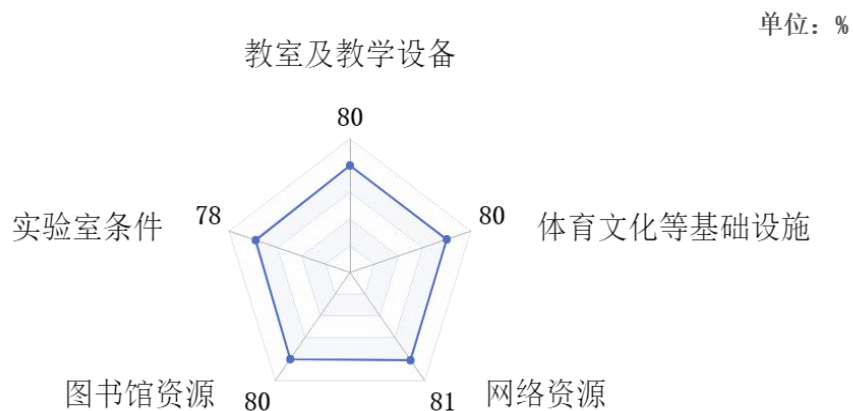 单位：%
教室及教学设备
80
实验室条件
78
80
体育文化等基础设施
图书馆资源
80
81
网络资源